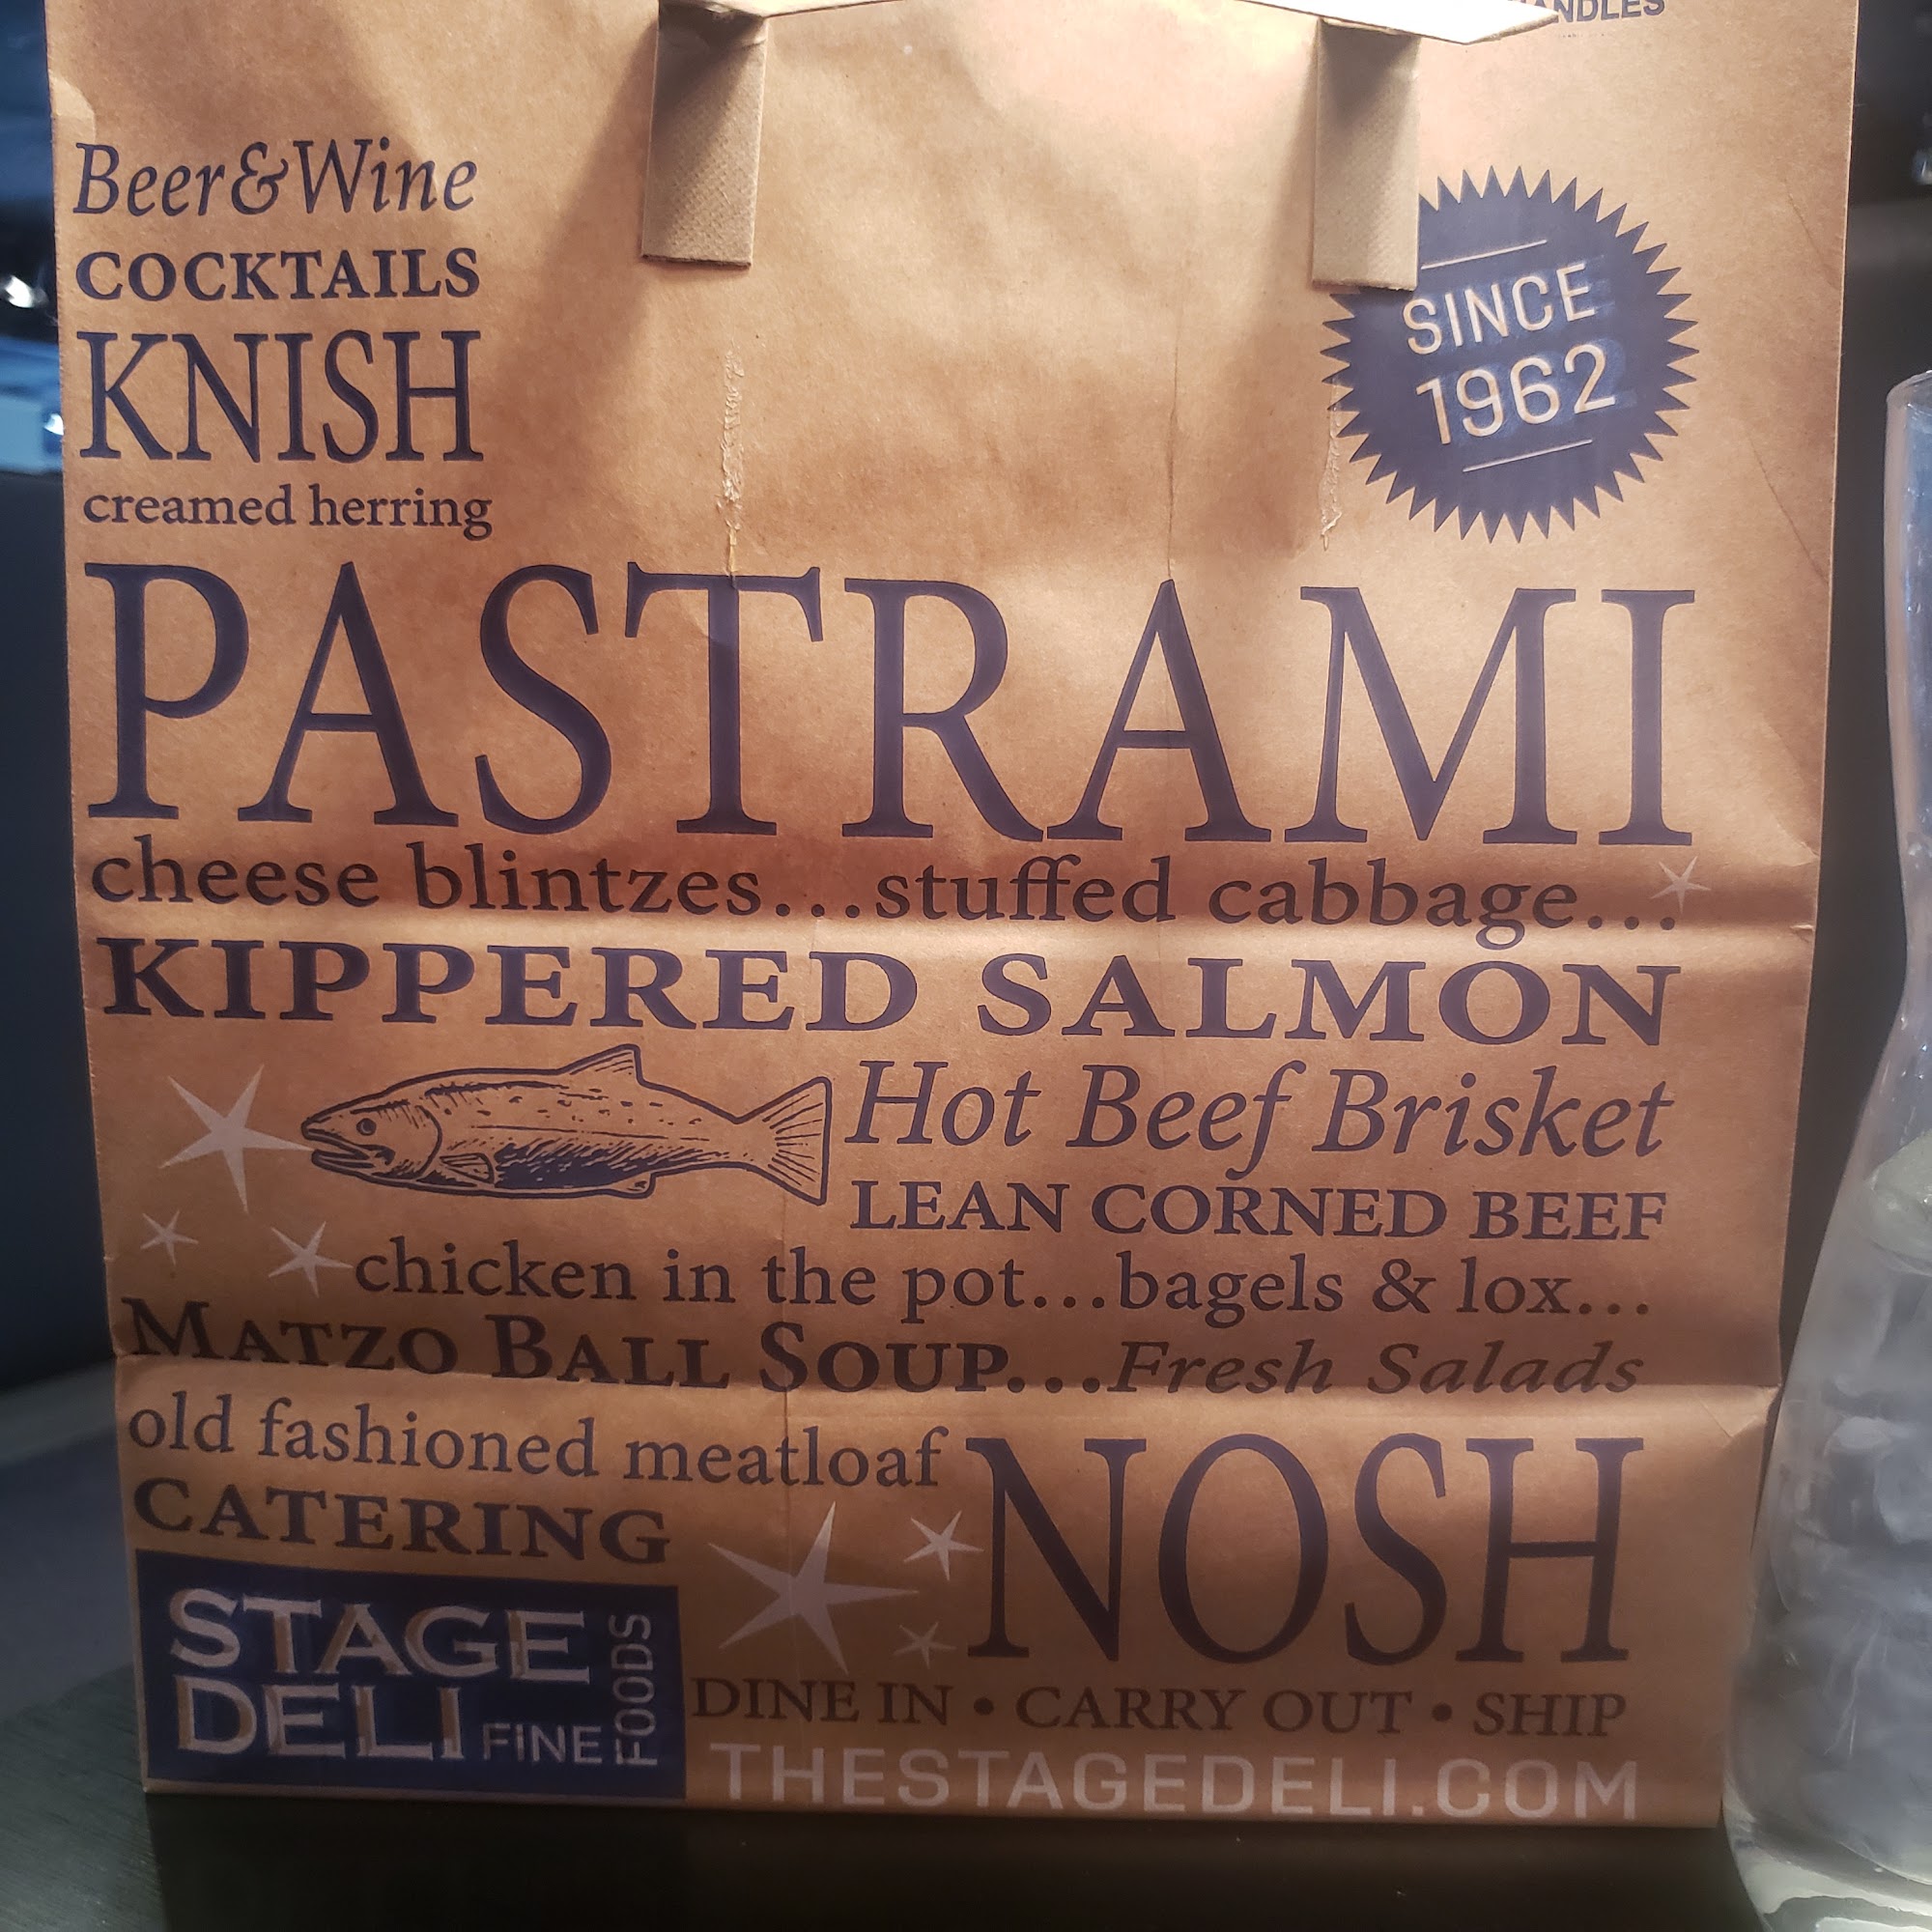 Beer&Wine
COCKTAILS
KNISH
creamed herring
SINCE
1962
PASTRAMI
cheese blintzes...stuffed cabbage...
KIPPERED SALMON
Hot Beef Brisket
LEAN CORNED BEEF
chicken in the pot...bagels & lox...
MATZO BALL SOUP...Fresh Salads
old fashioned meatloaf
NOSH
CATERING
STAGE
DELI FINE FOODS
DINE IN • CARRY OUT • SHIP
THESTAGEDELI.COM